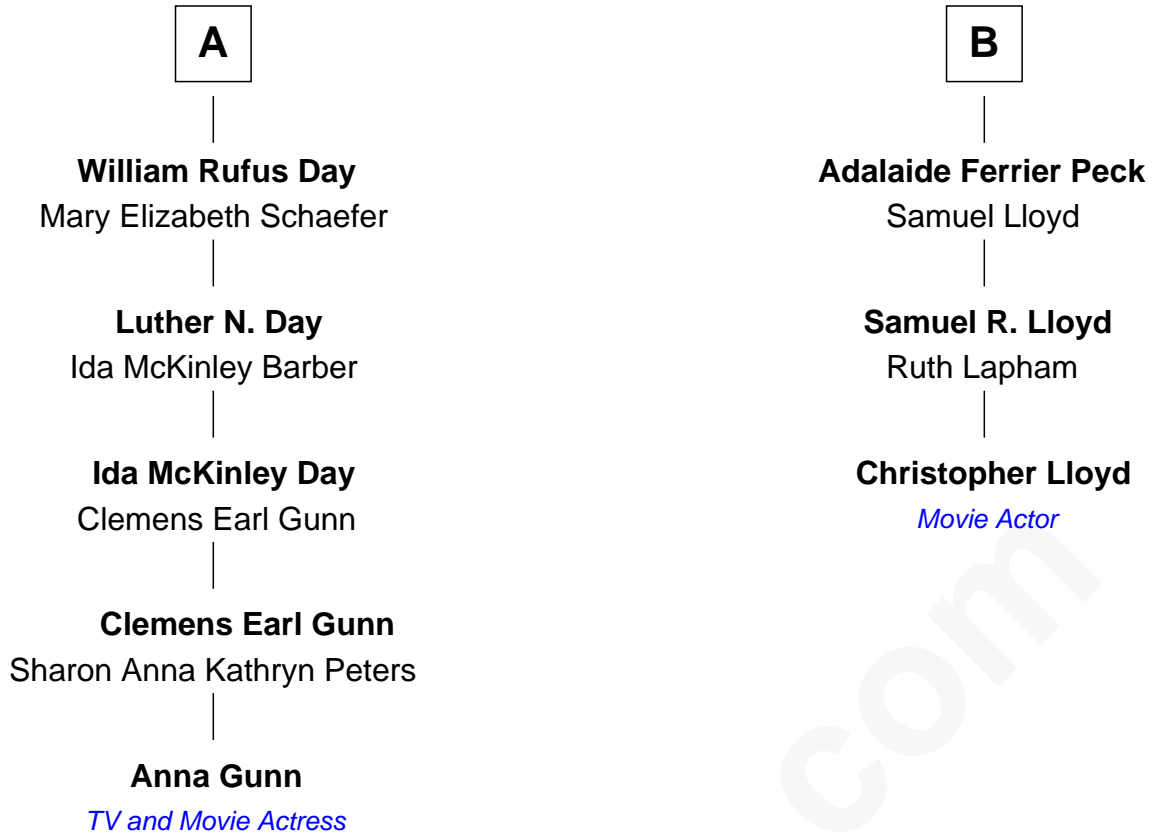 A
William Rufus Day
Mary Elizabeth Schaefer
Luther N. Day
Ida McKinley Barber
Ida McKinley Day
Clemens Earl Gunn
Clemens Earl Gunn
Sharon Anna Kathryn Peters
Anna Gunn
TV and Movie Actress
B
Adalaide Ferrier Peck
Samuel Lloyd
Samuel R. Lloyd
Ruth Lapham
Christopher Lloyd
Movie Actor
com